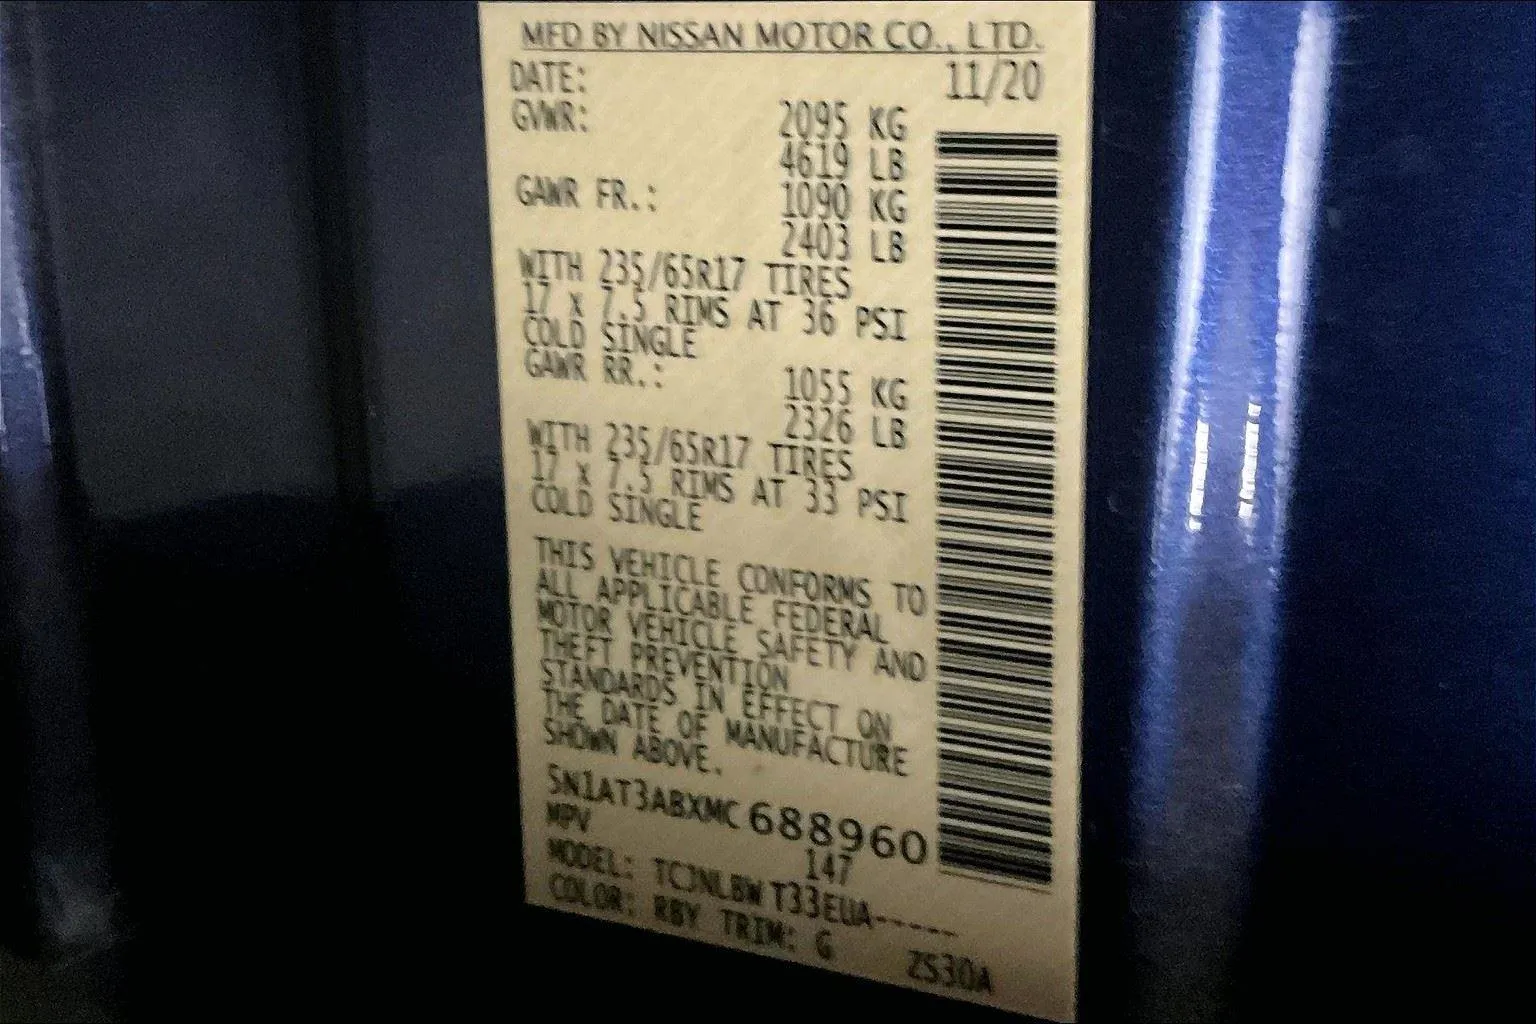 MFD BY NISSAN MOTOR CO., LTD.
DATE: 11/20
GVWR: 2095 KG
4619 LB
GAWR FR.: 1090 KG
2403 LB
WITH 235/65R17 TIRES
17 x 7.5 RIMS AT 36 PSI
COLD SINGLE
GAWR RR.: 1055 KG
2326 LB
WITH 235/65R17 TIRES
17 x 7.5 RIMS AT 33 PSI
COLD SINGLE
THIS VEHICLE CONFORMS TO
ALL APPLICABLE FEDERAL
MOTOR VEHICLE SAFETY AND
THEFT PREVENTION
STANDARDS IN EFFECT ON
THE DATE OF MANUFACTURE
SHOWN ABOVE.
5N1AT3ABXMC688960
MPV 147
MODEL: TCJNLBW T33EUA-----
COLOR: RBY TRIM: G ZS30A